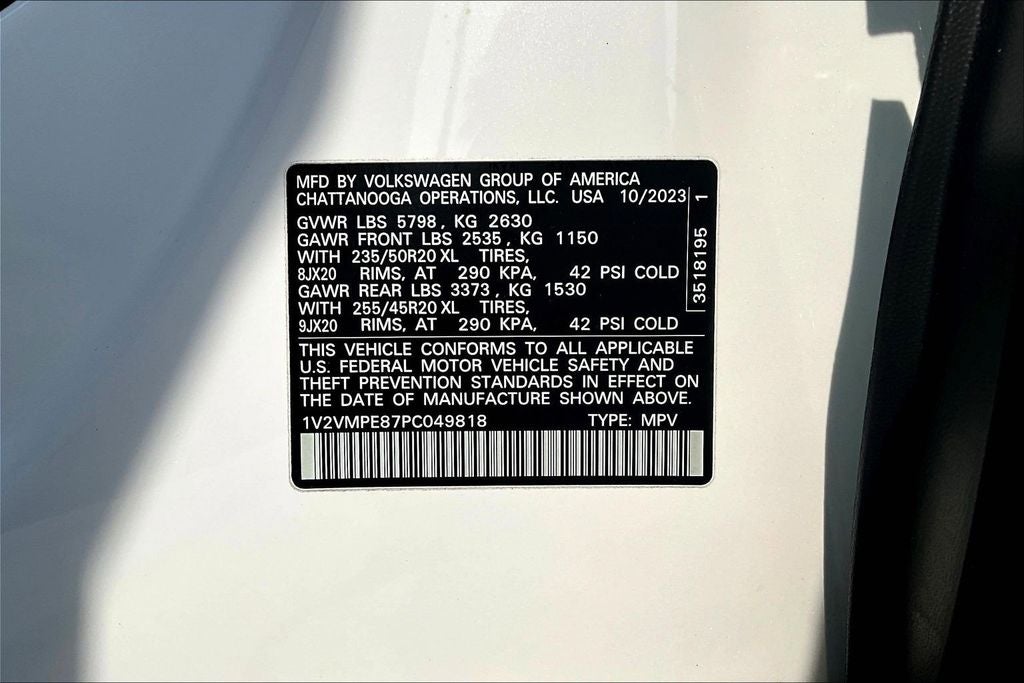 MFD BY VOLKSWAGEN GROUP OF AMERICA
CHATTANOOGA OPERATIONS, LLC. USA 10/2023
GVWR LBS 5798, KG 2630
GAWR FRONT LBS 2535, KG 1150
WITH 235/50R20 XL TIRES,
8JX20 RIMS, AT 290 KPA, 42 PSI COLD
GAWR REAR LBS 3373, KG 1530
WITH 255/45R20 XL TIRES,
9JX20 RIMS, AT 290 KPA, 42 PSI COLD
3518195 1
THIS VEHICLE CONFORMS TO ALL APPLICABLE
U.S. FEDERAL MOTOR VEHICLE SAFETY AND
THEFT PREVENTION STANDARDS IN EFFECT ON
THE DATE OF MANUFACTURE SHOWN ABOVE.
1V2VMPE87PC049818 TYPE: MPV